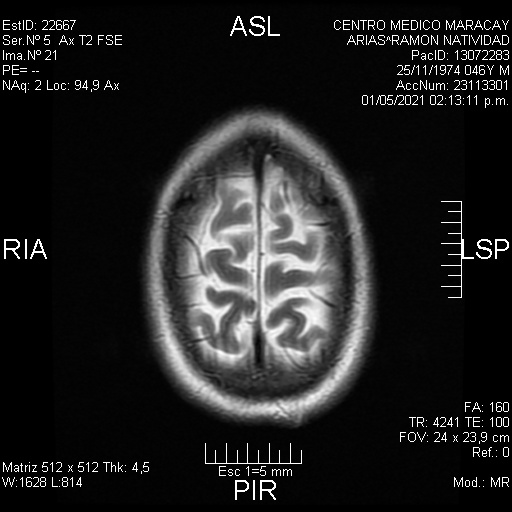 EstID: 22667
Ser.Nº 5 Ax T2 FSE
Ima.Nº 21
PE= --
NAq: 2 Loc: 94,9 Ax
ASL
CENTRO MEDICO MARACAY
ARIAS^RAMON NATIVIDAD
PacID: 13072283
25/11/1974 046Y M
AccNum: 23113301
01/05/2021 02:13:11 p.m.
RIA
LSP
FA: 160
TR: 4241 TE: 100
FOV: 24 x 23,9 cm
Ref.: 0
Matriz 512 x 512 Thk: 4,5
W:1628 L:814
Esc 1=5 mm
PIR
Mod.: MR